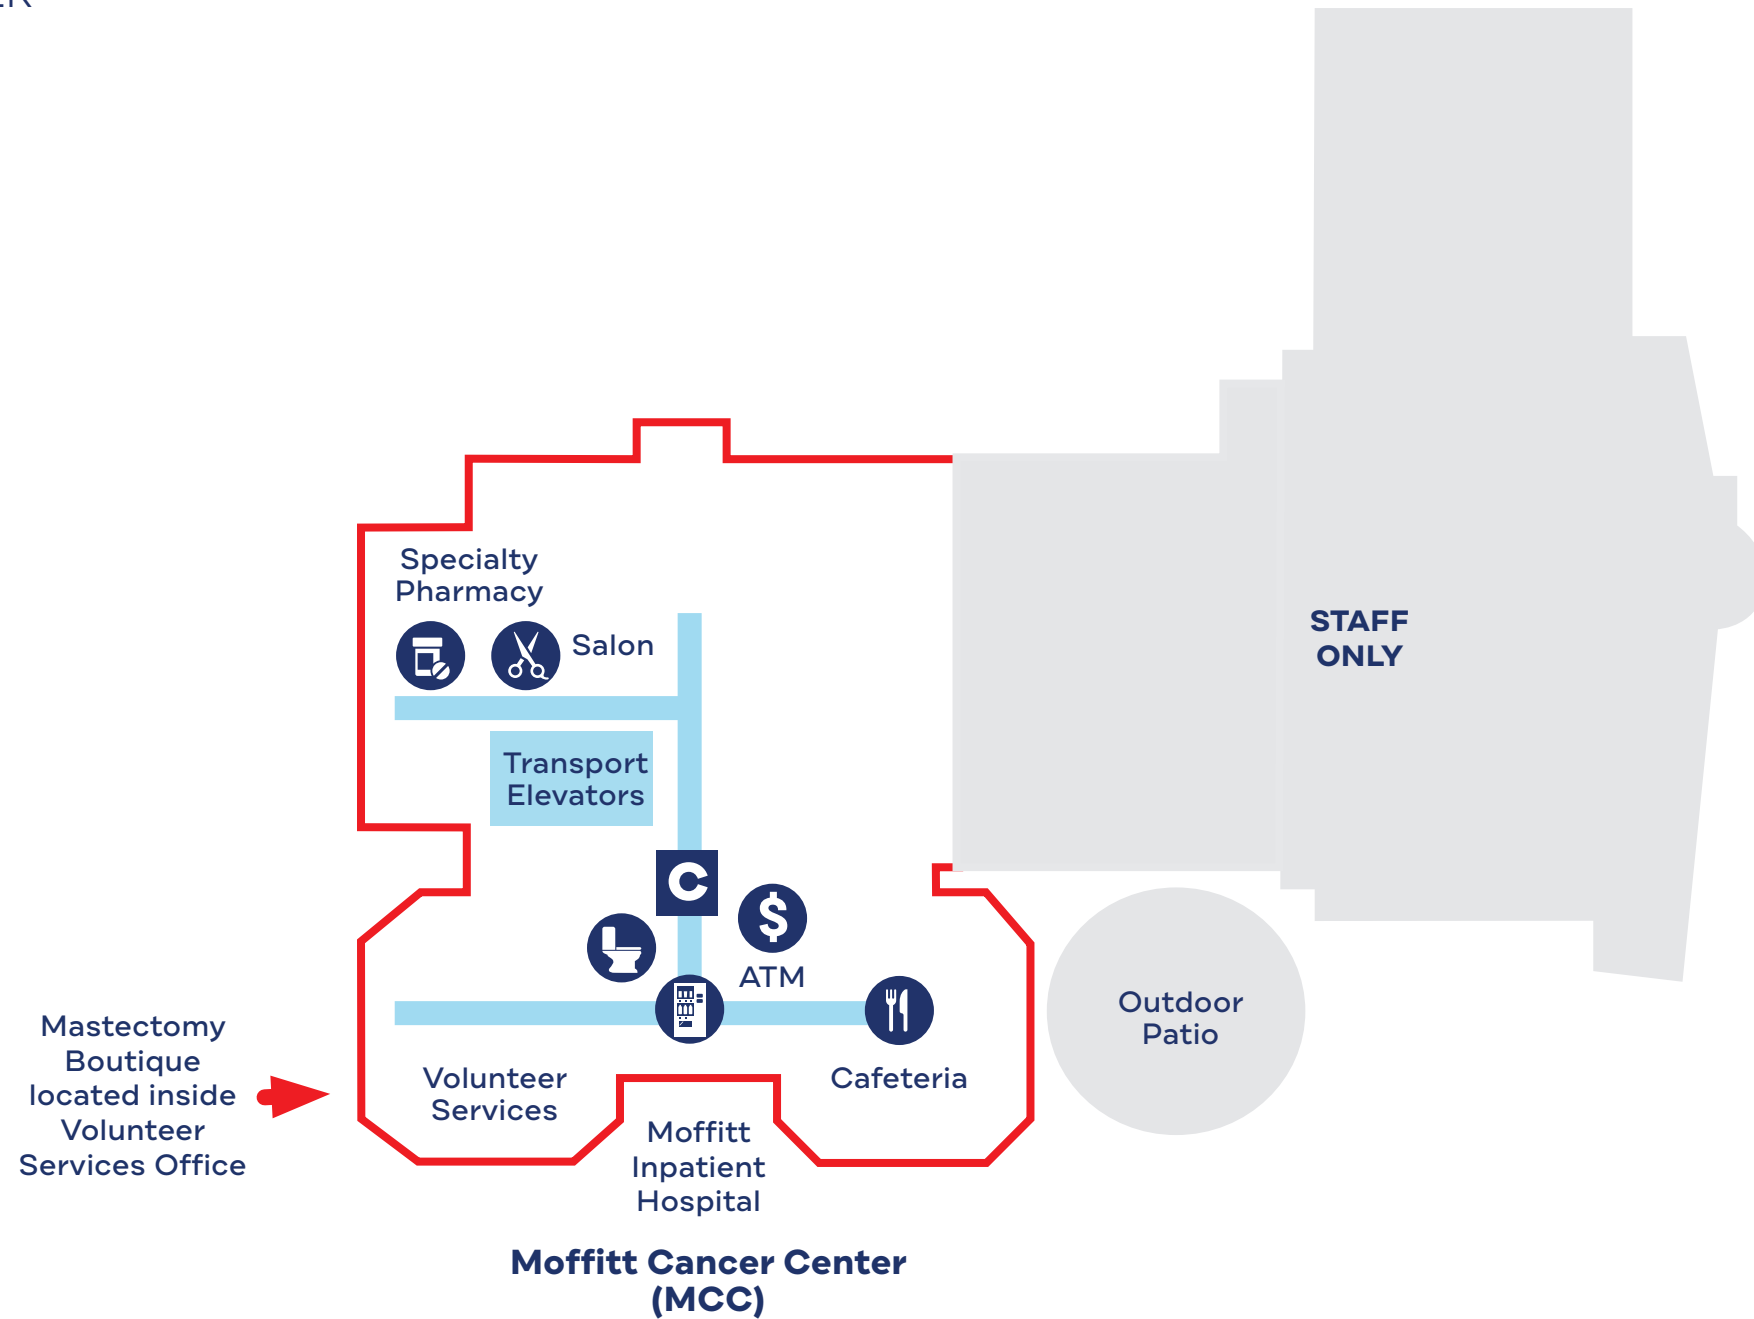 Specialty
Pharmacy
Salon
STAFF
ONLY
Transport
Elevators
C
$
ATM
Outdoor
Patio
Mastectomy
Boutique
located inside
Volunteer
Services Office
Volunteer
Services
Cafeteria
Moffitt
Inpatient
Hospital
Moffitt Cancer Center
(MCC)